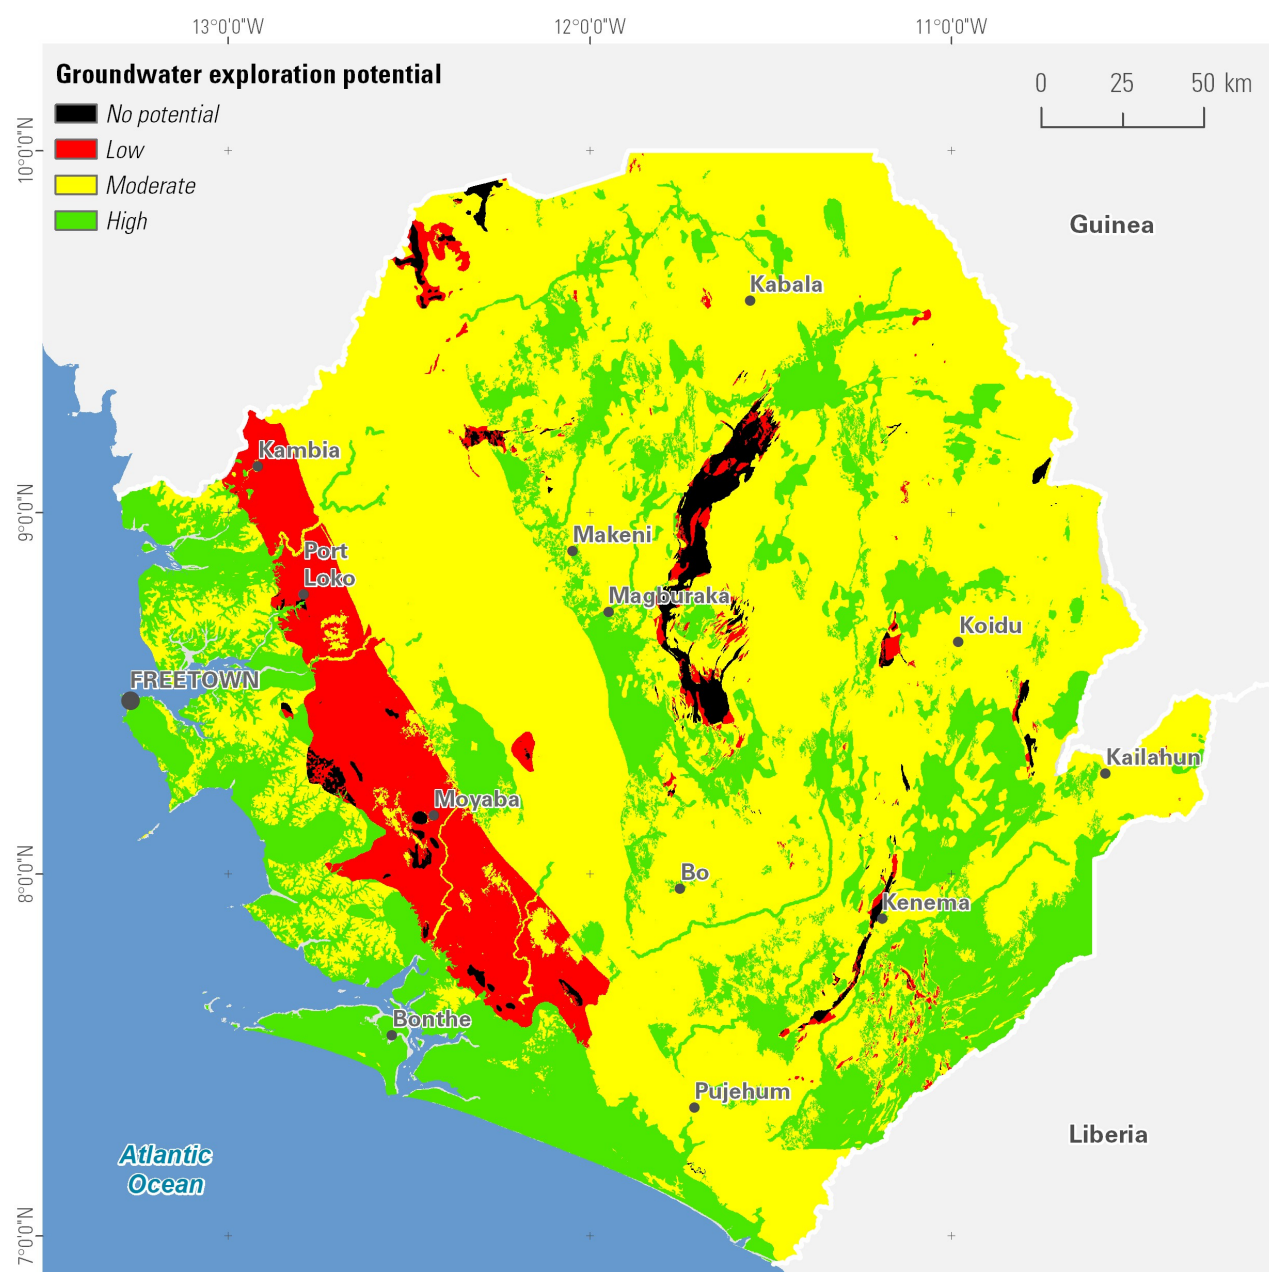 13°0'0"W 12°0'0"W 11°0'0"W
Groundwater exploration potential
No potential
Low
Moderate
High
0 25 50 km
10°0'0"N
9°0'0"N
8°0'0"N
7°0'0"N
Guinea
Kabala
Kambia
Makeni
Port
Loko
Magburaka
Koidu
FREETOWN
Kailahun
Moyaba
Bo
Kenema
Bonthe
Pujehum
Liberia
Atlantic
Ocean